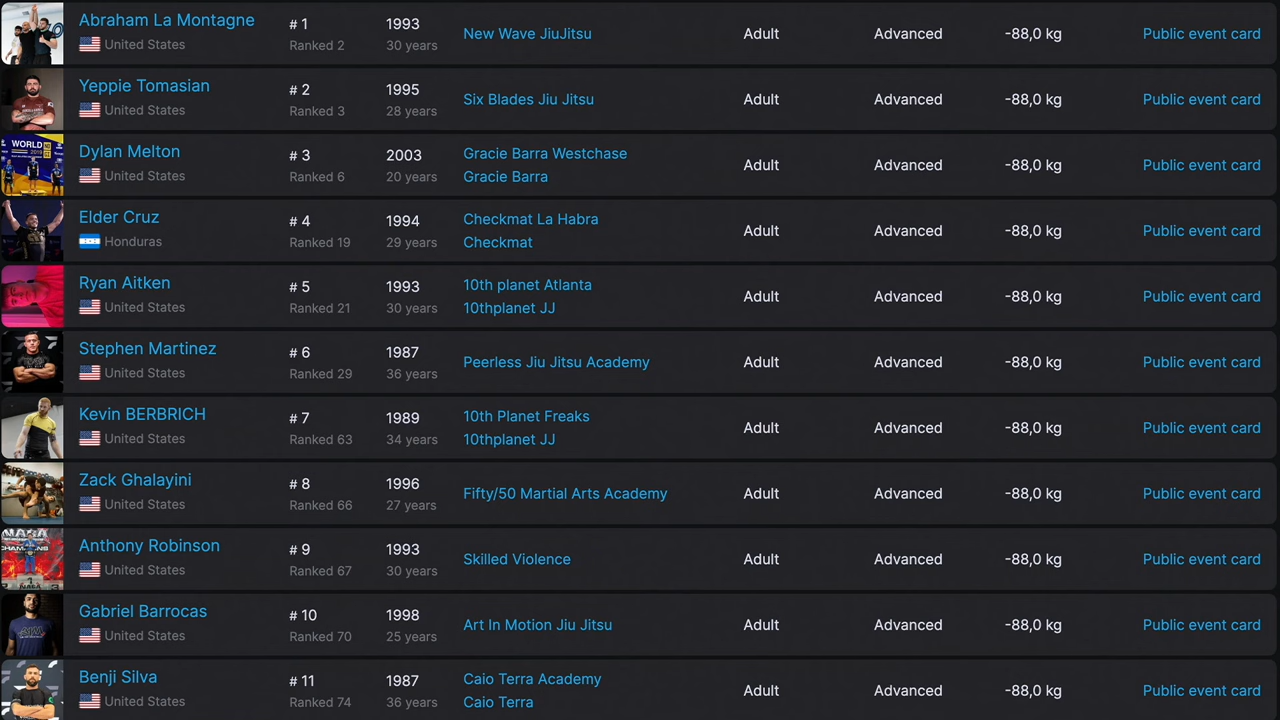 Abraham La Montagne # 1 1993 New Wave JiuJitsu Adult Advanced -88,0 kg Public event card
United States Ranked 2 30 years
Yeppie Tomasian # 2 1995 Six Blades Jiu Jitsu Adult Advanced -88,0 kg Public event card
United States Ranked 3 28 years
WORLD
2019
Dylan Melton # 3 2003 Gracie Barra Westchase Adult Advanced -88,0 kg Public event card
United States Ranked 6 20 years Gracie Barra
Elder Cruz # 4 1994 Checkmat La Habra Adult Advanced -88,0 kg Public event card
Honduras Ranked 19 29 years Checkmat
Ryan Aitken # 5 1993 10th planet Atlanta Adult Advanced -88,0 kg Public event card
United States Ranked 21 30 years 10thplanet JJ
Stephen Martinez # 6 1987 Peerless Jiu Jitsu Academy Adult Advanced -88,0 kg Public event card
United States Ranked 29 36 years
Kevin BERBRICH # 7 1989 10th Planet Freaks Adult Advanced -88,0 kg Public event card
United States Ranked 63 34 years 10thplanet JJ
Zack Ghalayini # 8 1996 Fifty/50 Martial Arts Academy Adult Advanced -88,0 kg Public event card
United States Ranked 66 27 years
NAGA
Anthony Robinson # 9 1993 Skilled Violence Adult Advanced -88,0 kg Public event card
United States Ranked 67 30 years
Gabriel Barrocas # 10 1998 Art In Motion Jiu Jitsu Adult Advanced -88,0 kg Public event card
United States Ranked 70 25 years
Benji Silva # 11 1987 Caio Terra Academy Adult Advanced -88,0 kg Public event card
United States Ranked 74 36 years Caio Terra